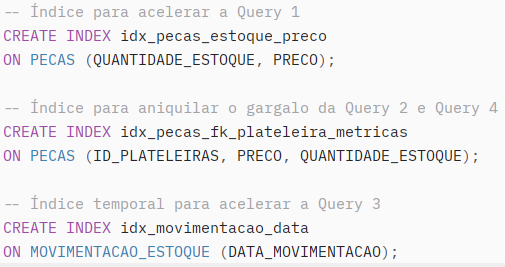 -- Índice para acelerar a Query 1
CREATE INDEX idx_pecas_estoque_preco
ON PECAS (QUANTIDADE_ESTOQUE, PRECO);
-- Índice para aniquilar o gargalo da Query 2 e Query 4
CREATE INDEX idx_pecas_fk_plateleira_metricas
ON PECAS (ID_PLATELEIRAS, PRECO, QUANTIDADE_ESTOQUE);
-- Índice temporal para acelerar a Query 3
CREATE INDEX idx_movimentacao_data
ON MOVIMENTACAO_ESTOQUE (DATA_MOVIMENTACAO);